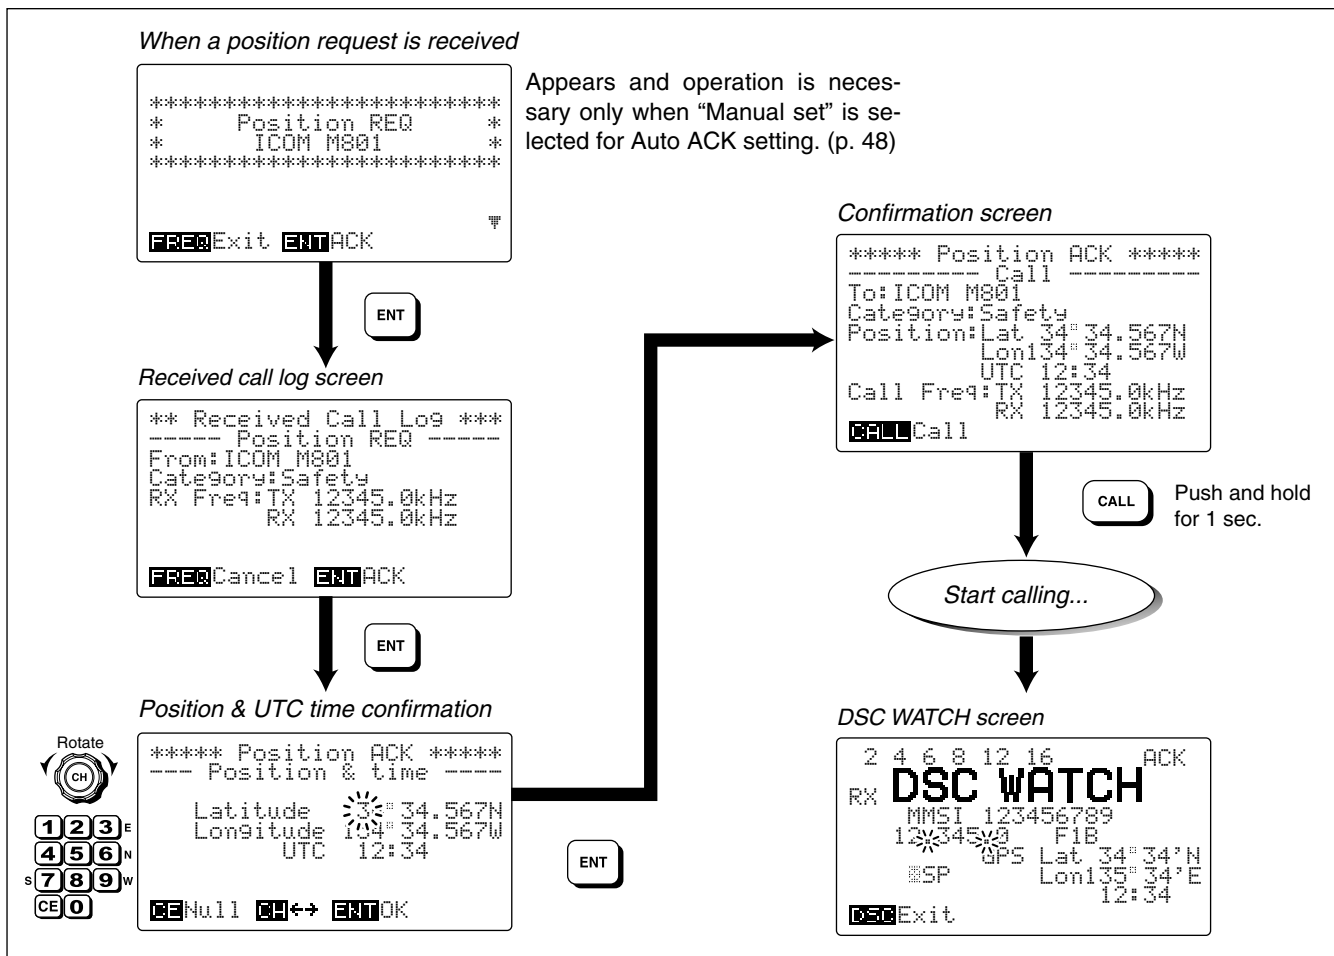 When a position request is received
************************
* Position REQ *
* ICOM M801 *
************************
FREQ Exit ENT ACK
Appears and operation is neces-
sary only when “Manual set” is se-
lected for Auto ACK setting. (p. 48)
ENT
Received call log screen
** Received Call Log ***
----- Position REQ -----
From:ICOM M801
Category:Safety
RX Freq:TX 12345.0kHz
RX 12345.0kHz
FREQ Cancel ENT ACK
ENT
Position & UTC time confirmation
***** Position ACK *****
--- Position & time ----
Latitude 34° 34.567N
Longitude 134° 34.567W
UTC 12:34
CE Null CH ↔ ENT OK
Rotate
CH
1 2 3 E
4 5 6 N
S 7 8 9 W
CE 0
ENT
Confirmation screen
***** Position ACK *****
--------- Call ---------
To:ICOM M801
Category:Safety
Position:Lat 34° 34.567N
Lon134° 34.567W
UTC 12:34
Call Freq:TX 12345.0kHz
RX 12345.0kHz
CALL Call
CALL
Push and hold
for 1 sec.
Start calling...
DSC WATCH screen
2 4 6 8 12 16 ACK
RX DSC WATCH
MMSI 123456789
12.345.0 F1B
GPS Lat 34° 34'N
SP Lon135° 34'E
12:34
DSC Exit